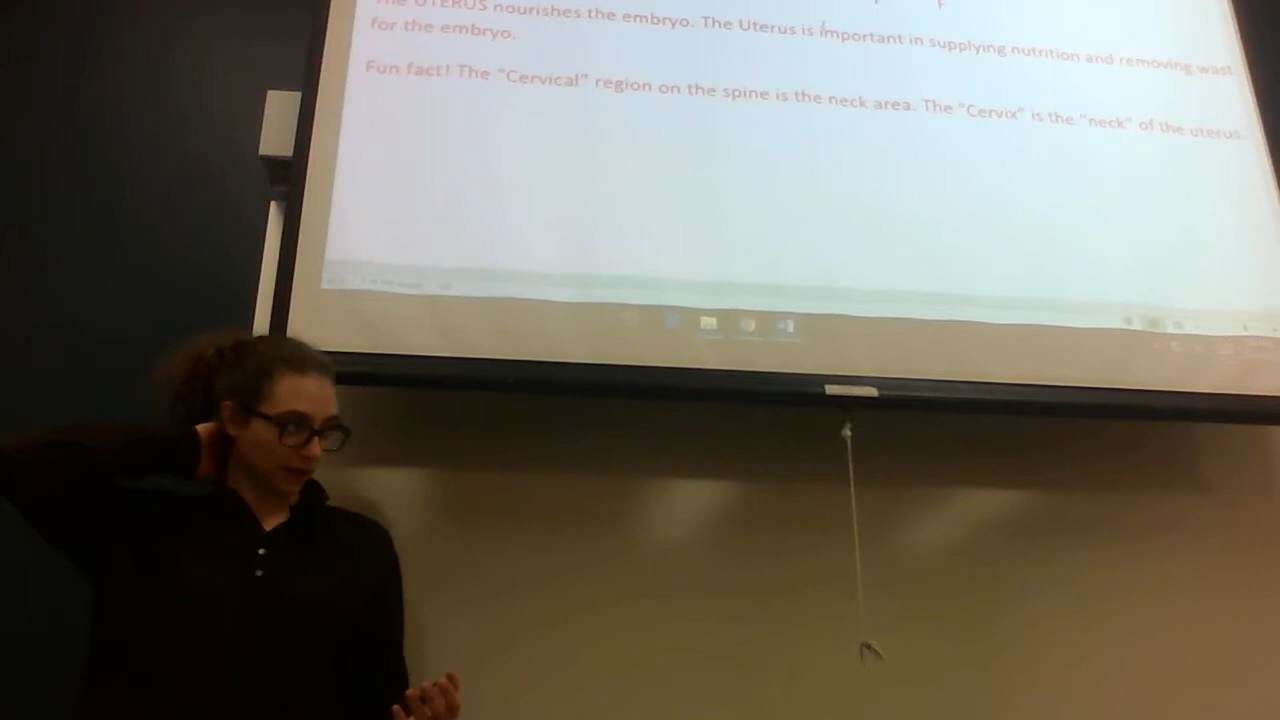 The UTERUS nourishes the embryo. The Uterus is important in supplying nutrition and removing wast
for the embryo.
Fun fact! The "Cervical" region on the spine is the neck area. The "Cervix" is the "neck" of the uterus.